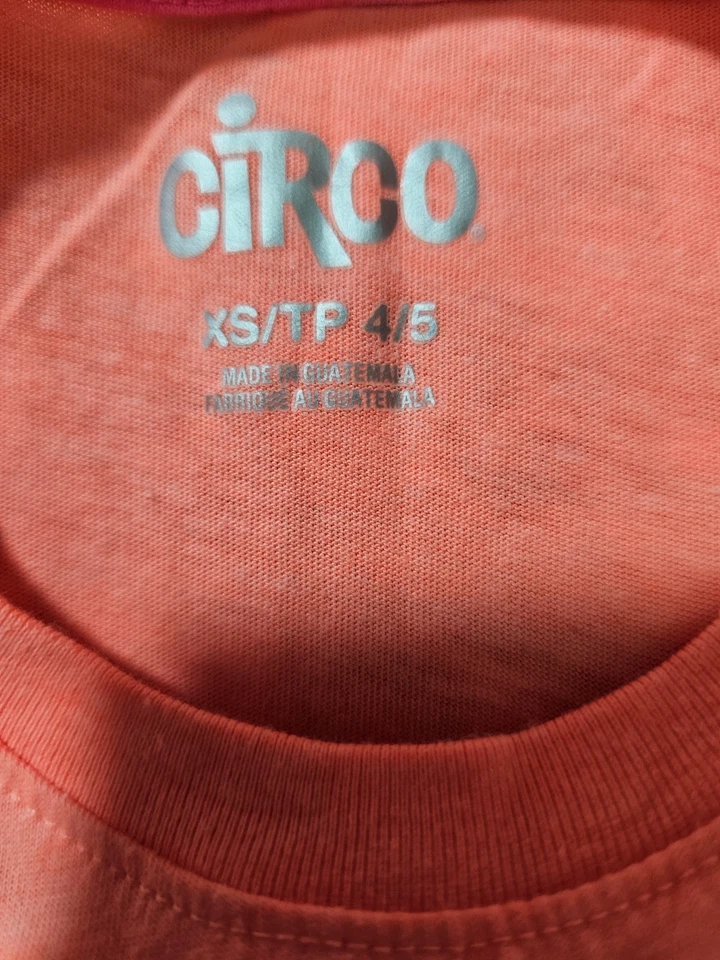 CiRCO®
XS/TP 4/5
MADE IN GUATEMALA
FABRIQUÉ AU GUATEMALA